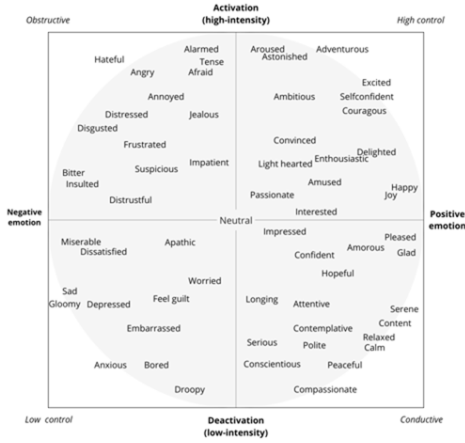 Activation
(high-intensity)
Obstructive
High control
Alarmed
Aroused
Adventurous
Astonished
Hateful
Tense
Angry
Afraid
Excited
Annoyed
Ambitious
Selfconfident
Couragous
Distressed
Jealous
Disgusted
Frustrated
Convinced
Delighted
Enthousiastic
Light hearted
Impatient
Suspicious
Bitter
Insulted
Amused
Happy
Joy
Passionate
Distrustful
Interested
Negative
emotion
Neutral
Positive
emotion
Impressed
Pleased
Miserable
Apathic
Dissatisfied
Amorous
Glad
Confident
Hopeful
Worried
Sad
Gloomy
Depressed
Feel guilt
Longing
Attentive
Serene
Content
Embarrassed
Contemplative
Relaxed
Calm
Serious
Polite
Anxious
Bored
Conscientious
Peaceful
Droopy
Compassionate
Low control
Deactivation
(low-intensity)
Conductive